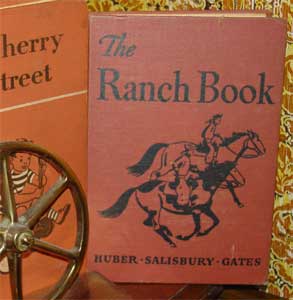 herry
treet
The
Ranch Book
HUBER · SALISBURY · GATES